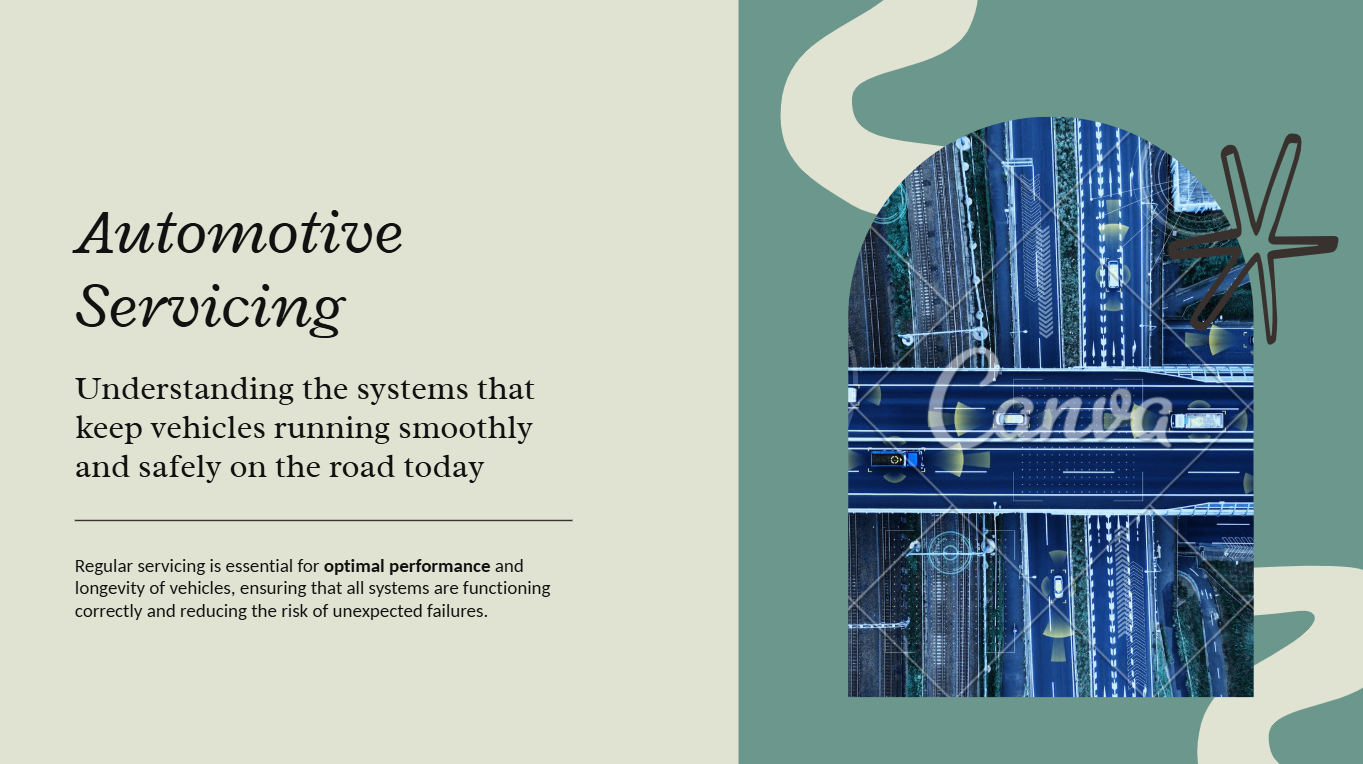 Automotive
Servicing
Understanding the systems that
keep vehicles running smoothly
and safely on the road today
Regular servicing is essential for optimal performance and
longevity of vehicles, ensuring that all systems are functioning
correctly and reducing the risk of unexpected failures.
Canva